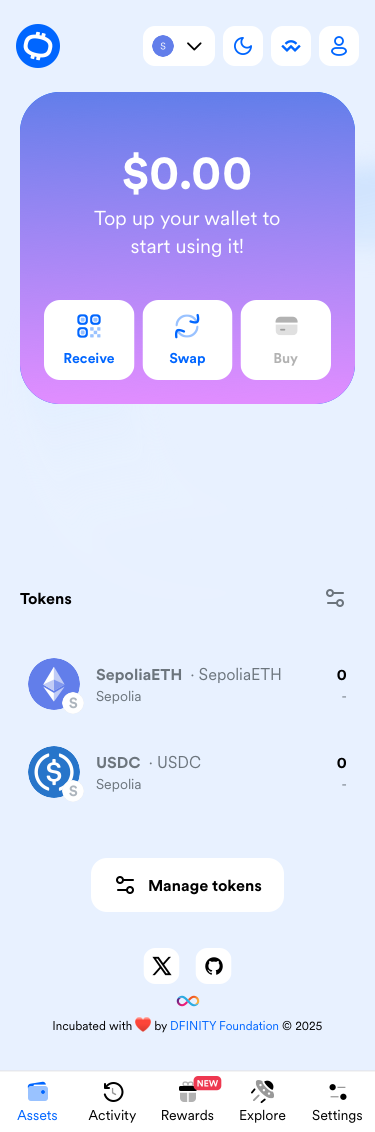 S
$0.00
Top up your wallet to
start using it!
Receive Swap Buy
Tokens
SepoliaETH · SepoliaETH 0
Sepolia -
S
USDC · USDC 0
Sepolia -
S
Manage tokens
Incubated with ❤️ by DFINITY Foundation © 2025
NEW
Assets Activity Rewards Explore Settings